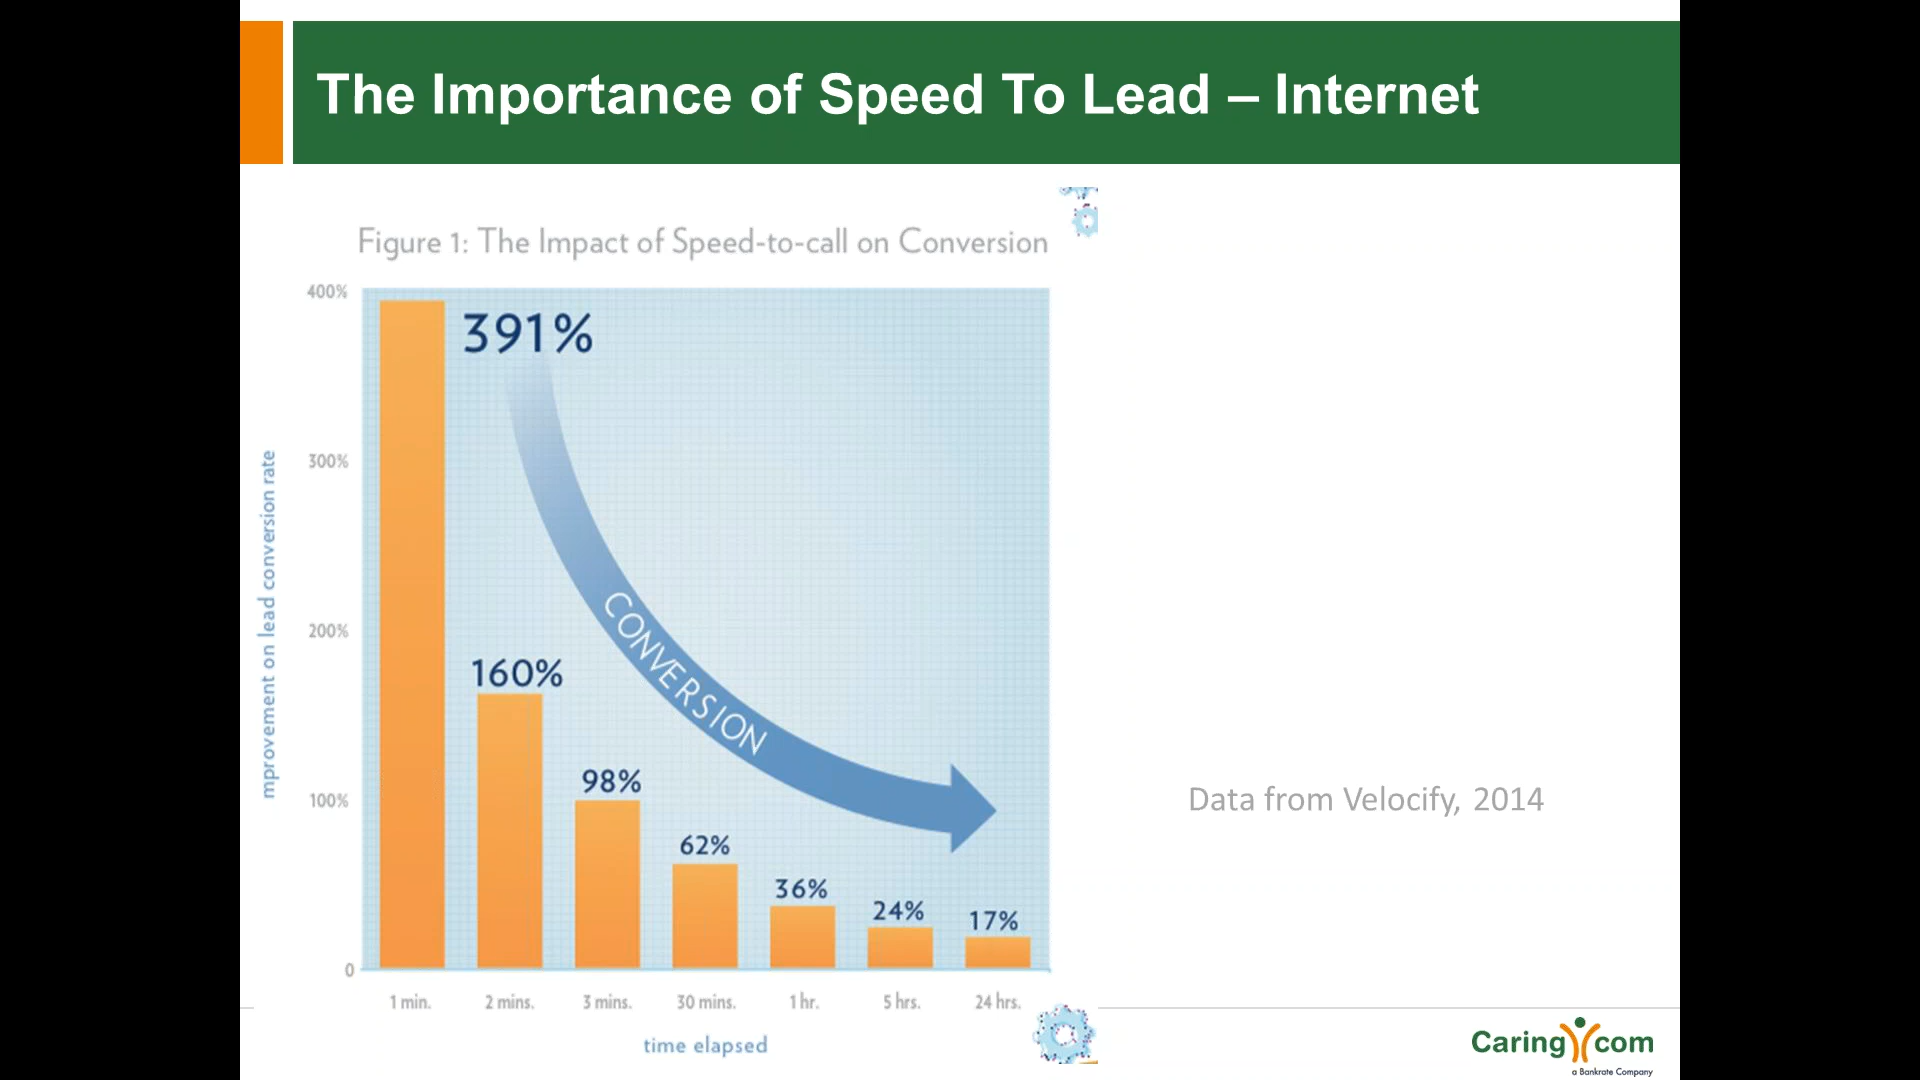 The Importance of Speed To Lead – Internet
Figure 1: The Impact of Speed-to-call on Conversion
mprovement on lead conversion rate
400%
300%
200%
100%
0
391%
160%
98%
62%
36%
24%
17%
CONVERSION
1 min.
2 mins.
3 mins.
30 mins.
1 hr.
5 hrs.
24 hrs.
time elapsed
Data from Velocify, 2014
Caring com
a Bankrate Company